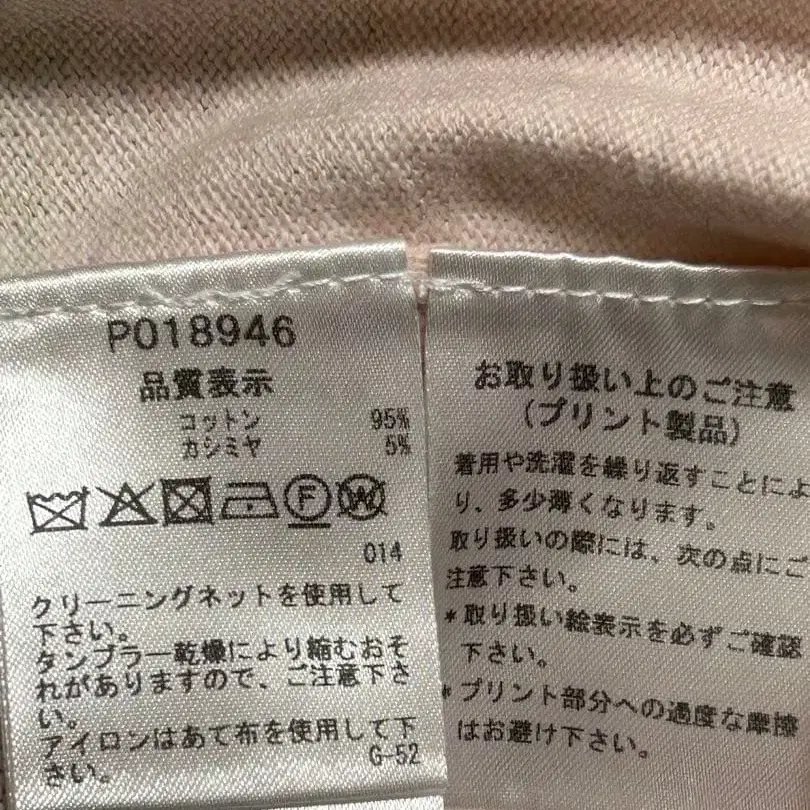 P018946
品質表示
コットン 95%
カシミヤ 5%
F W
014
クリーニングネットを使用して
下さい。
タンブラー乾燥により縮むおそ
れがありますので、ご注意下さ
い。
アイロンはあて布を使用して下
さい。
G-52
お取り扱い上のご注意
(プリント製品)
着用や洗濯を繰り返すことによ
り、多少薄くなります。
取り扱いの際には、次の点にご
注意下さい。
*取り扱い絵表示を必ずご確認
下さい。
*プリント部分への過度な摩擦
はお避け下さい。